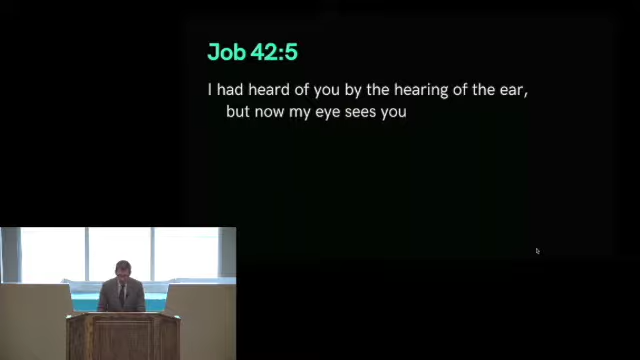 Job 42:5
I had heard of you by the hearing of the ear,
but now my eye sees you